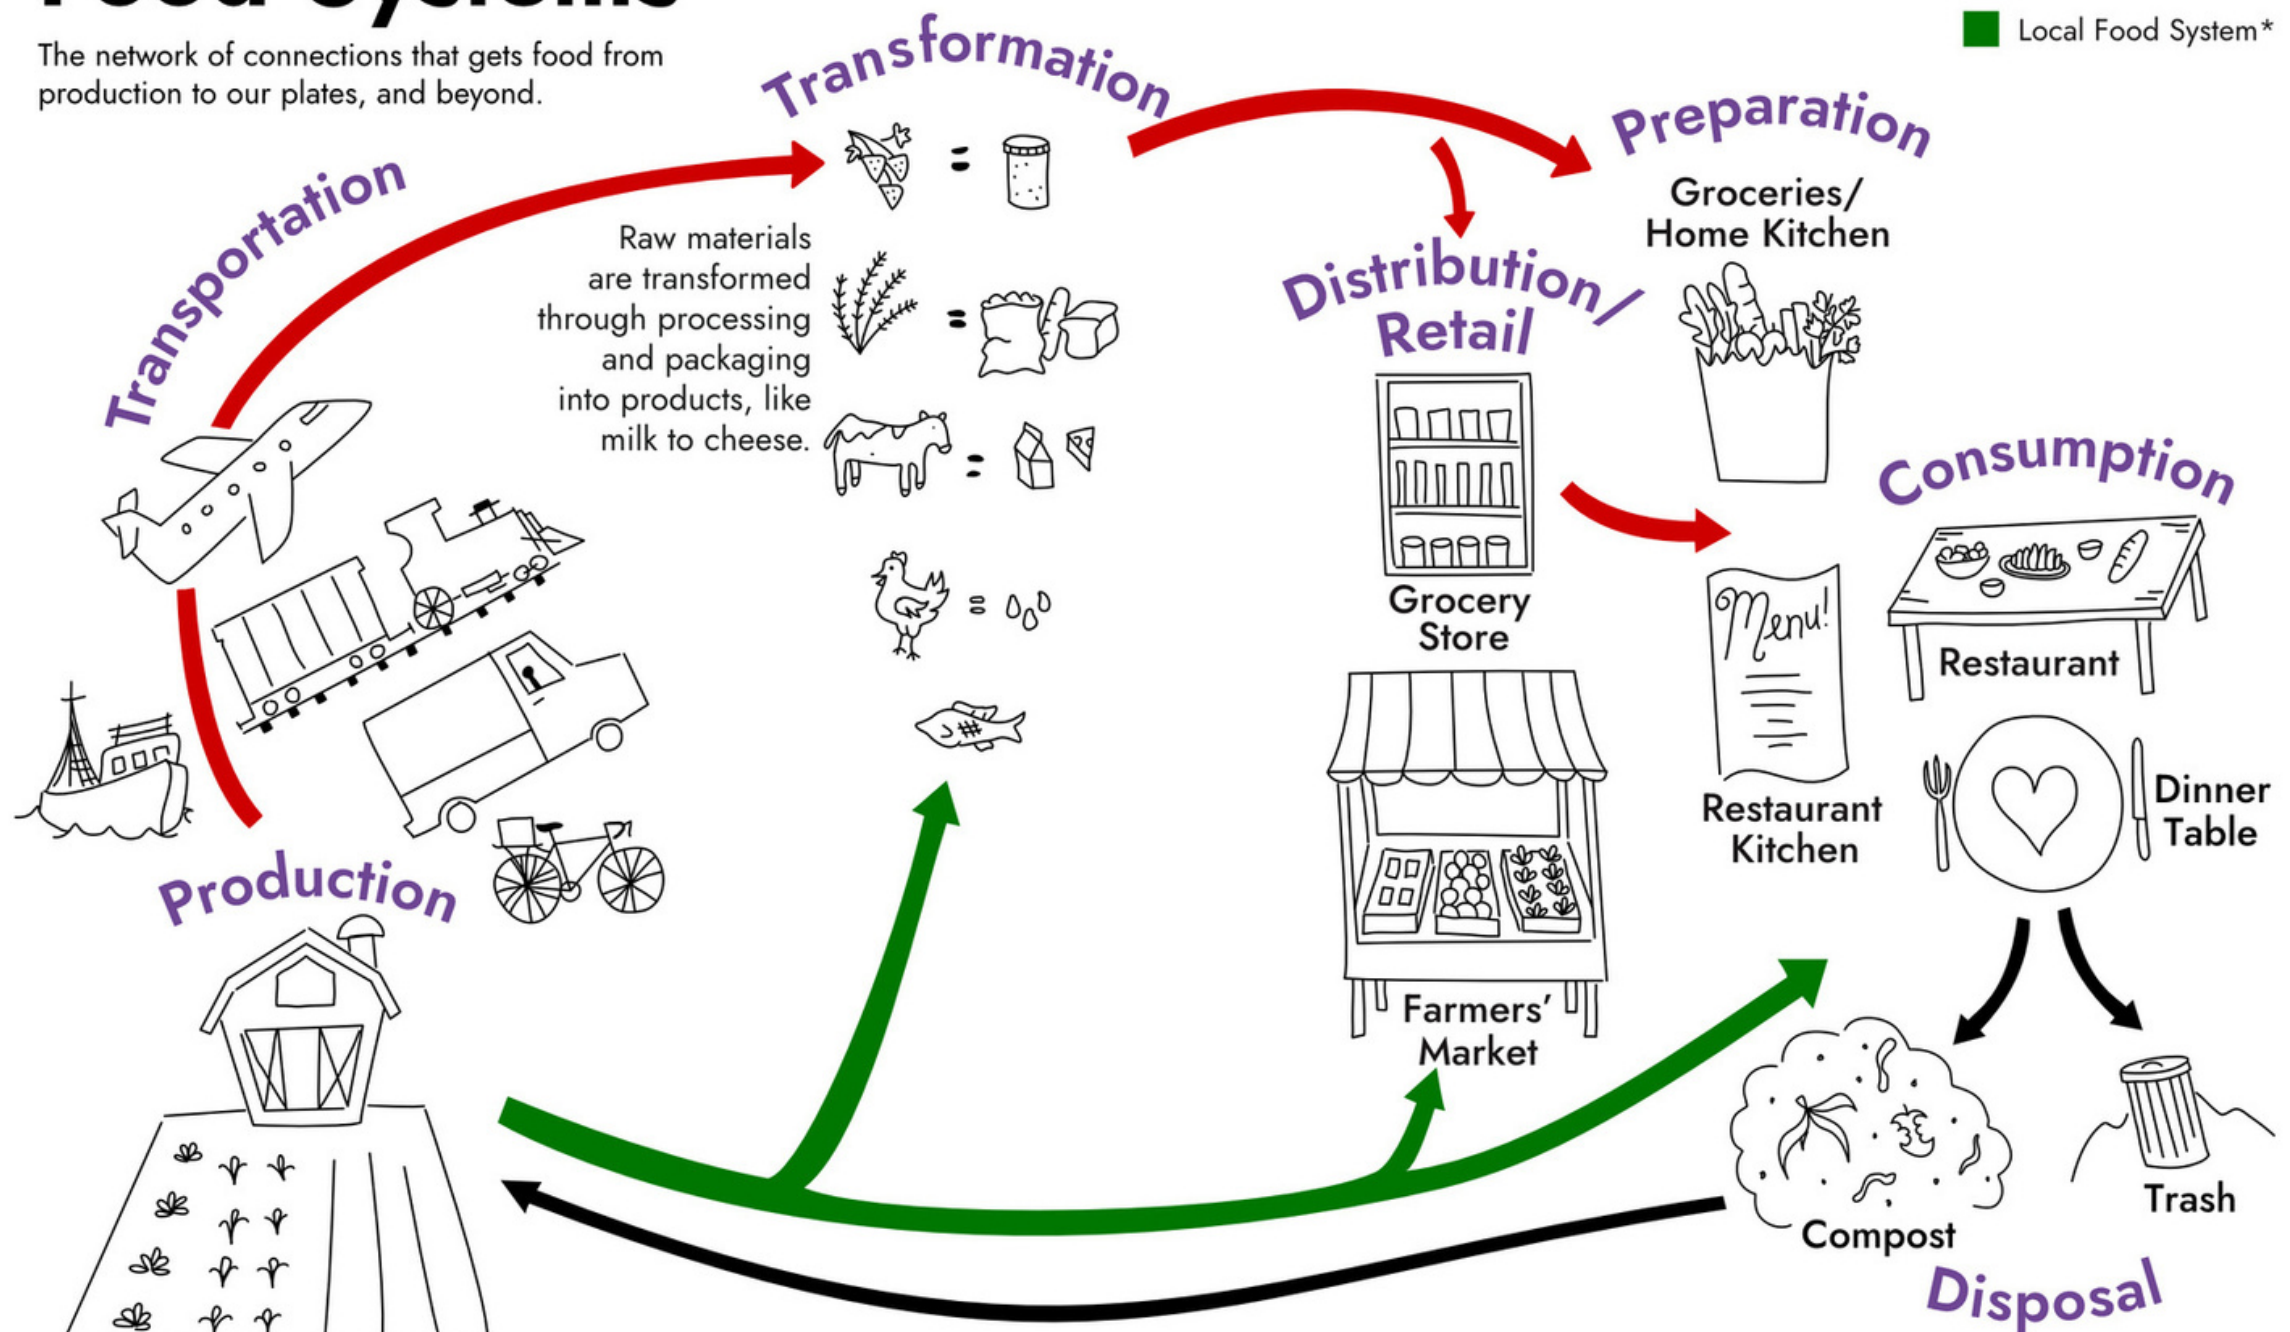 Food Systems
The network of connections that gets food from
production to our plates, and beyond.
Local Food System*
Transportation
Transformation
Raw materials
are transformed
through processing
and packaging
into products, like
milk to cheese.
Preparation
Groceries/
Home Kitchen
Distribution/
Retail
Grocery
Store
Farmers’
Market
Menu!
Restaurant
Kitchen
Consumption
Restaurant
Dinner
Table
Production
Compost
Trash
Disposal